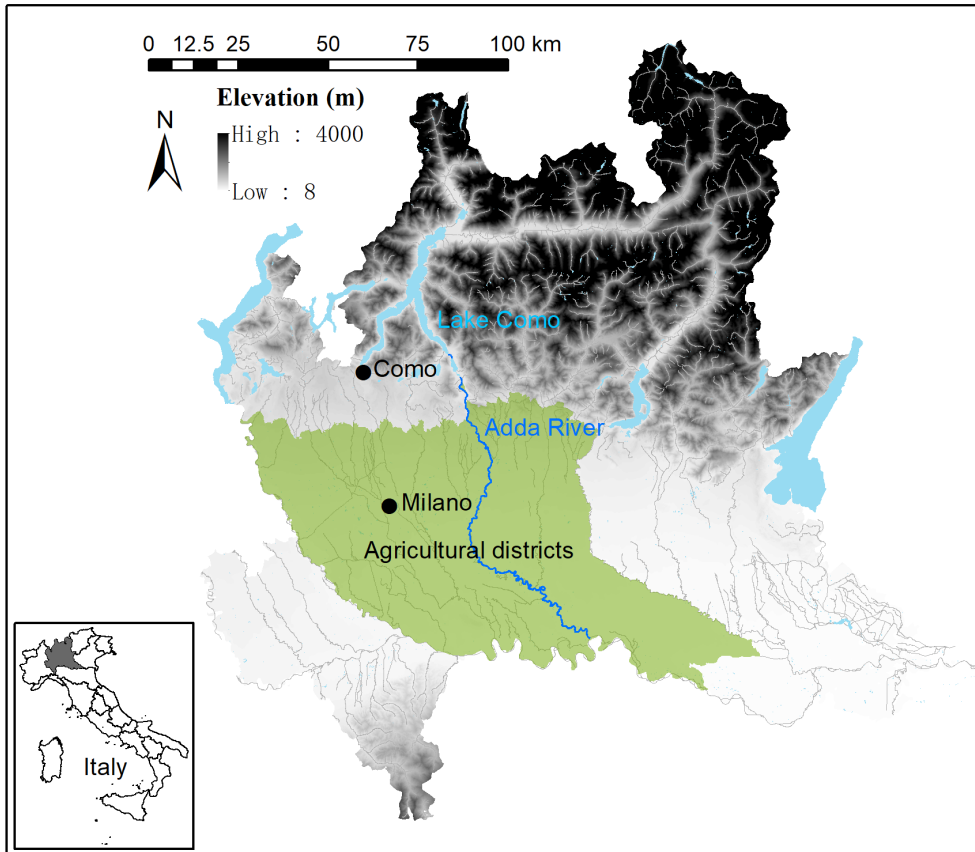 0 12.5 25 50 75 100 km
Elevation (m)
High : 4000
Low : 8
N
Lake Como
Como
Adda River
Milano
Agricultural districts
Italy